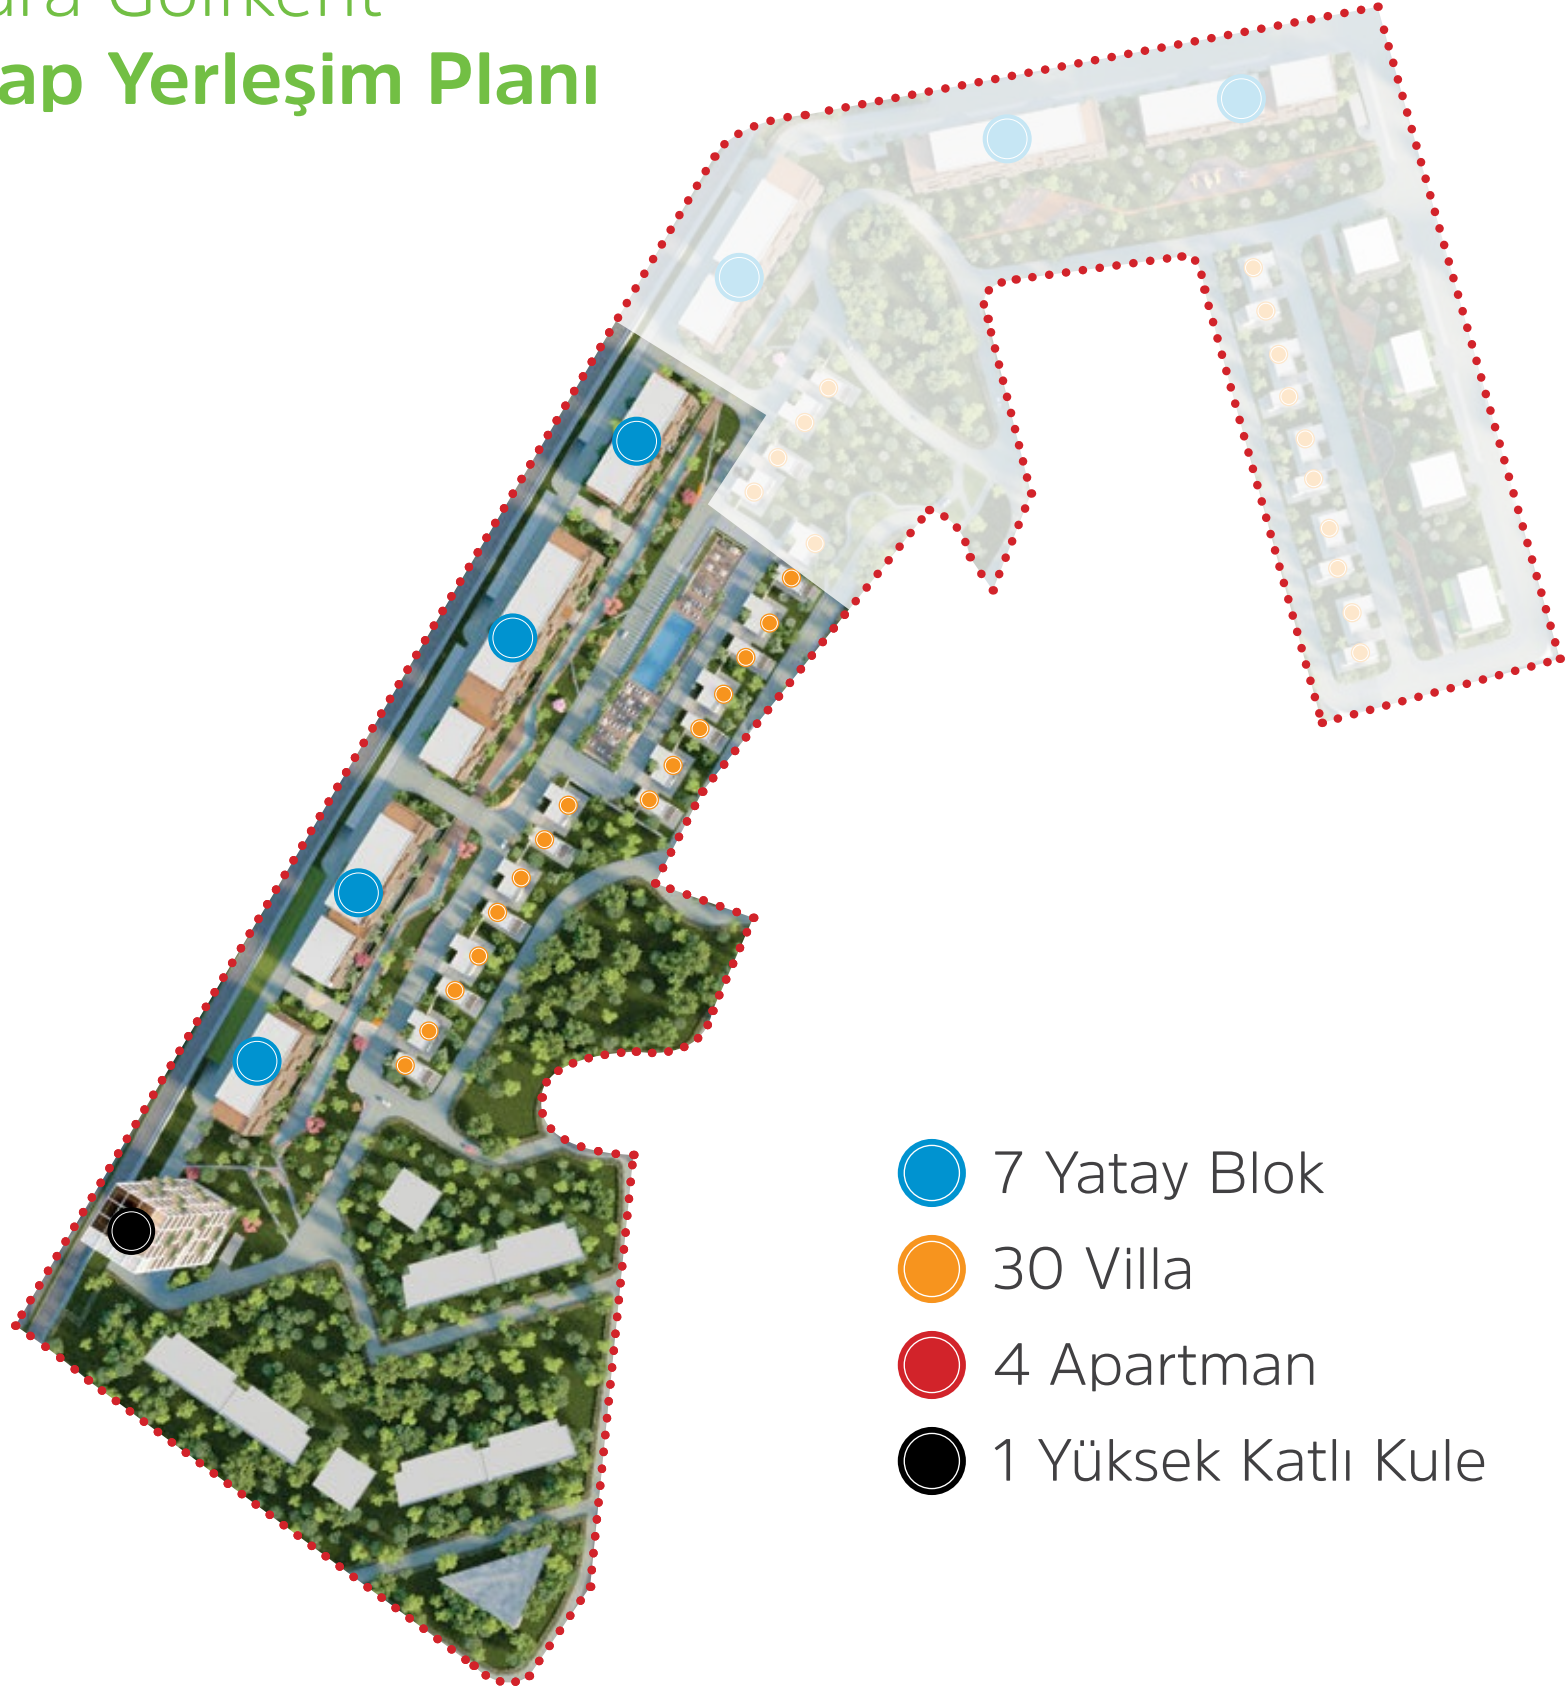 ap Yerleşim Planı
7 Yatay Blok
30 Villa
4 Apartman
1 Yüksek Katlı Kule